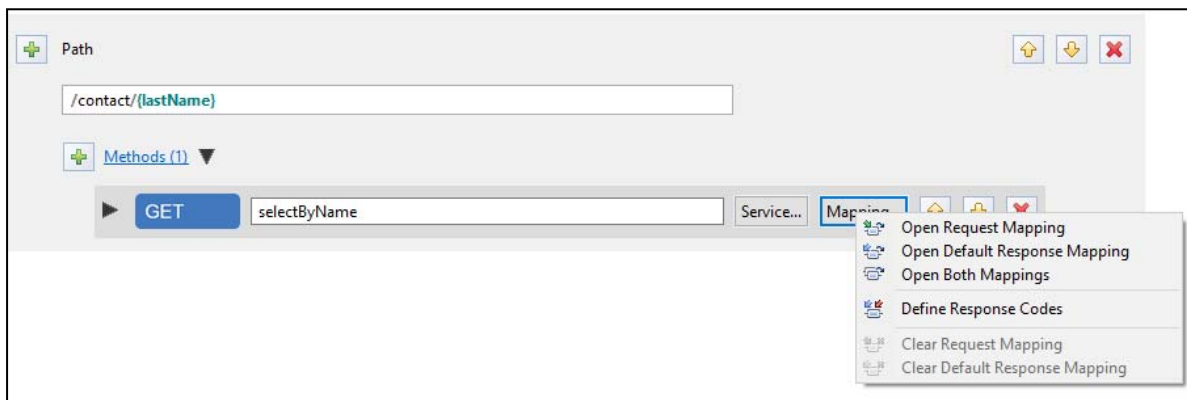 Path
/contact/{lastName}
Methods (1)
GET selectByName Service... Mapping...
Open Request Mapping
Open Default Response Mapping
Open Both Mappings
Define Response Codes
Clear Request Mapping
Clear Default Response Mapping